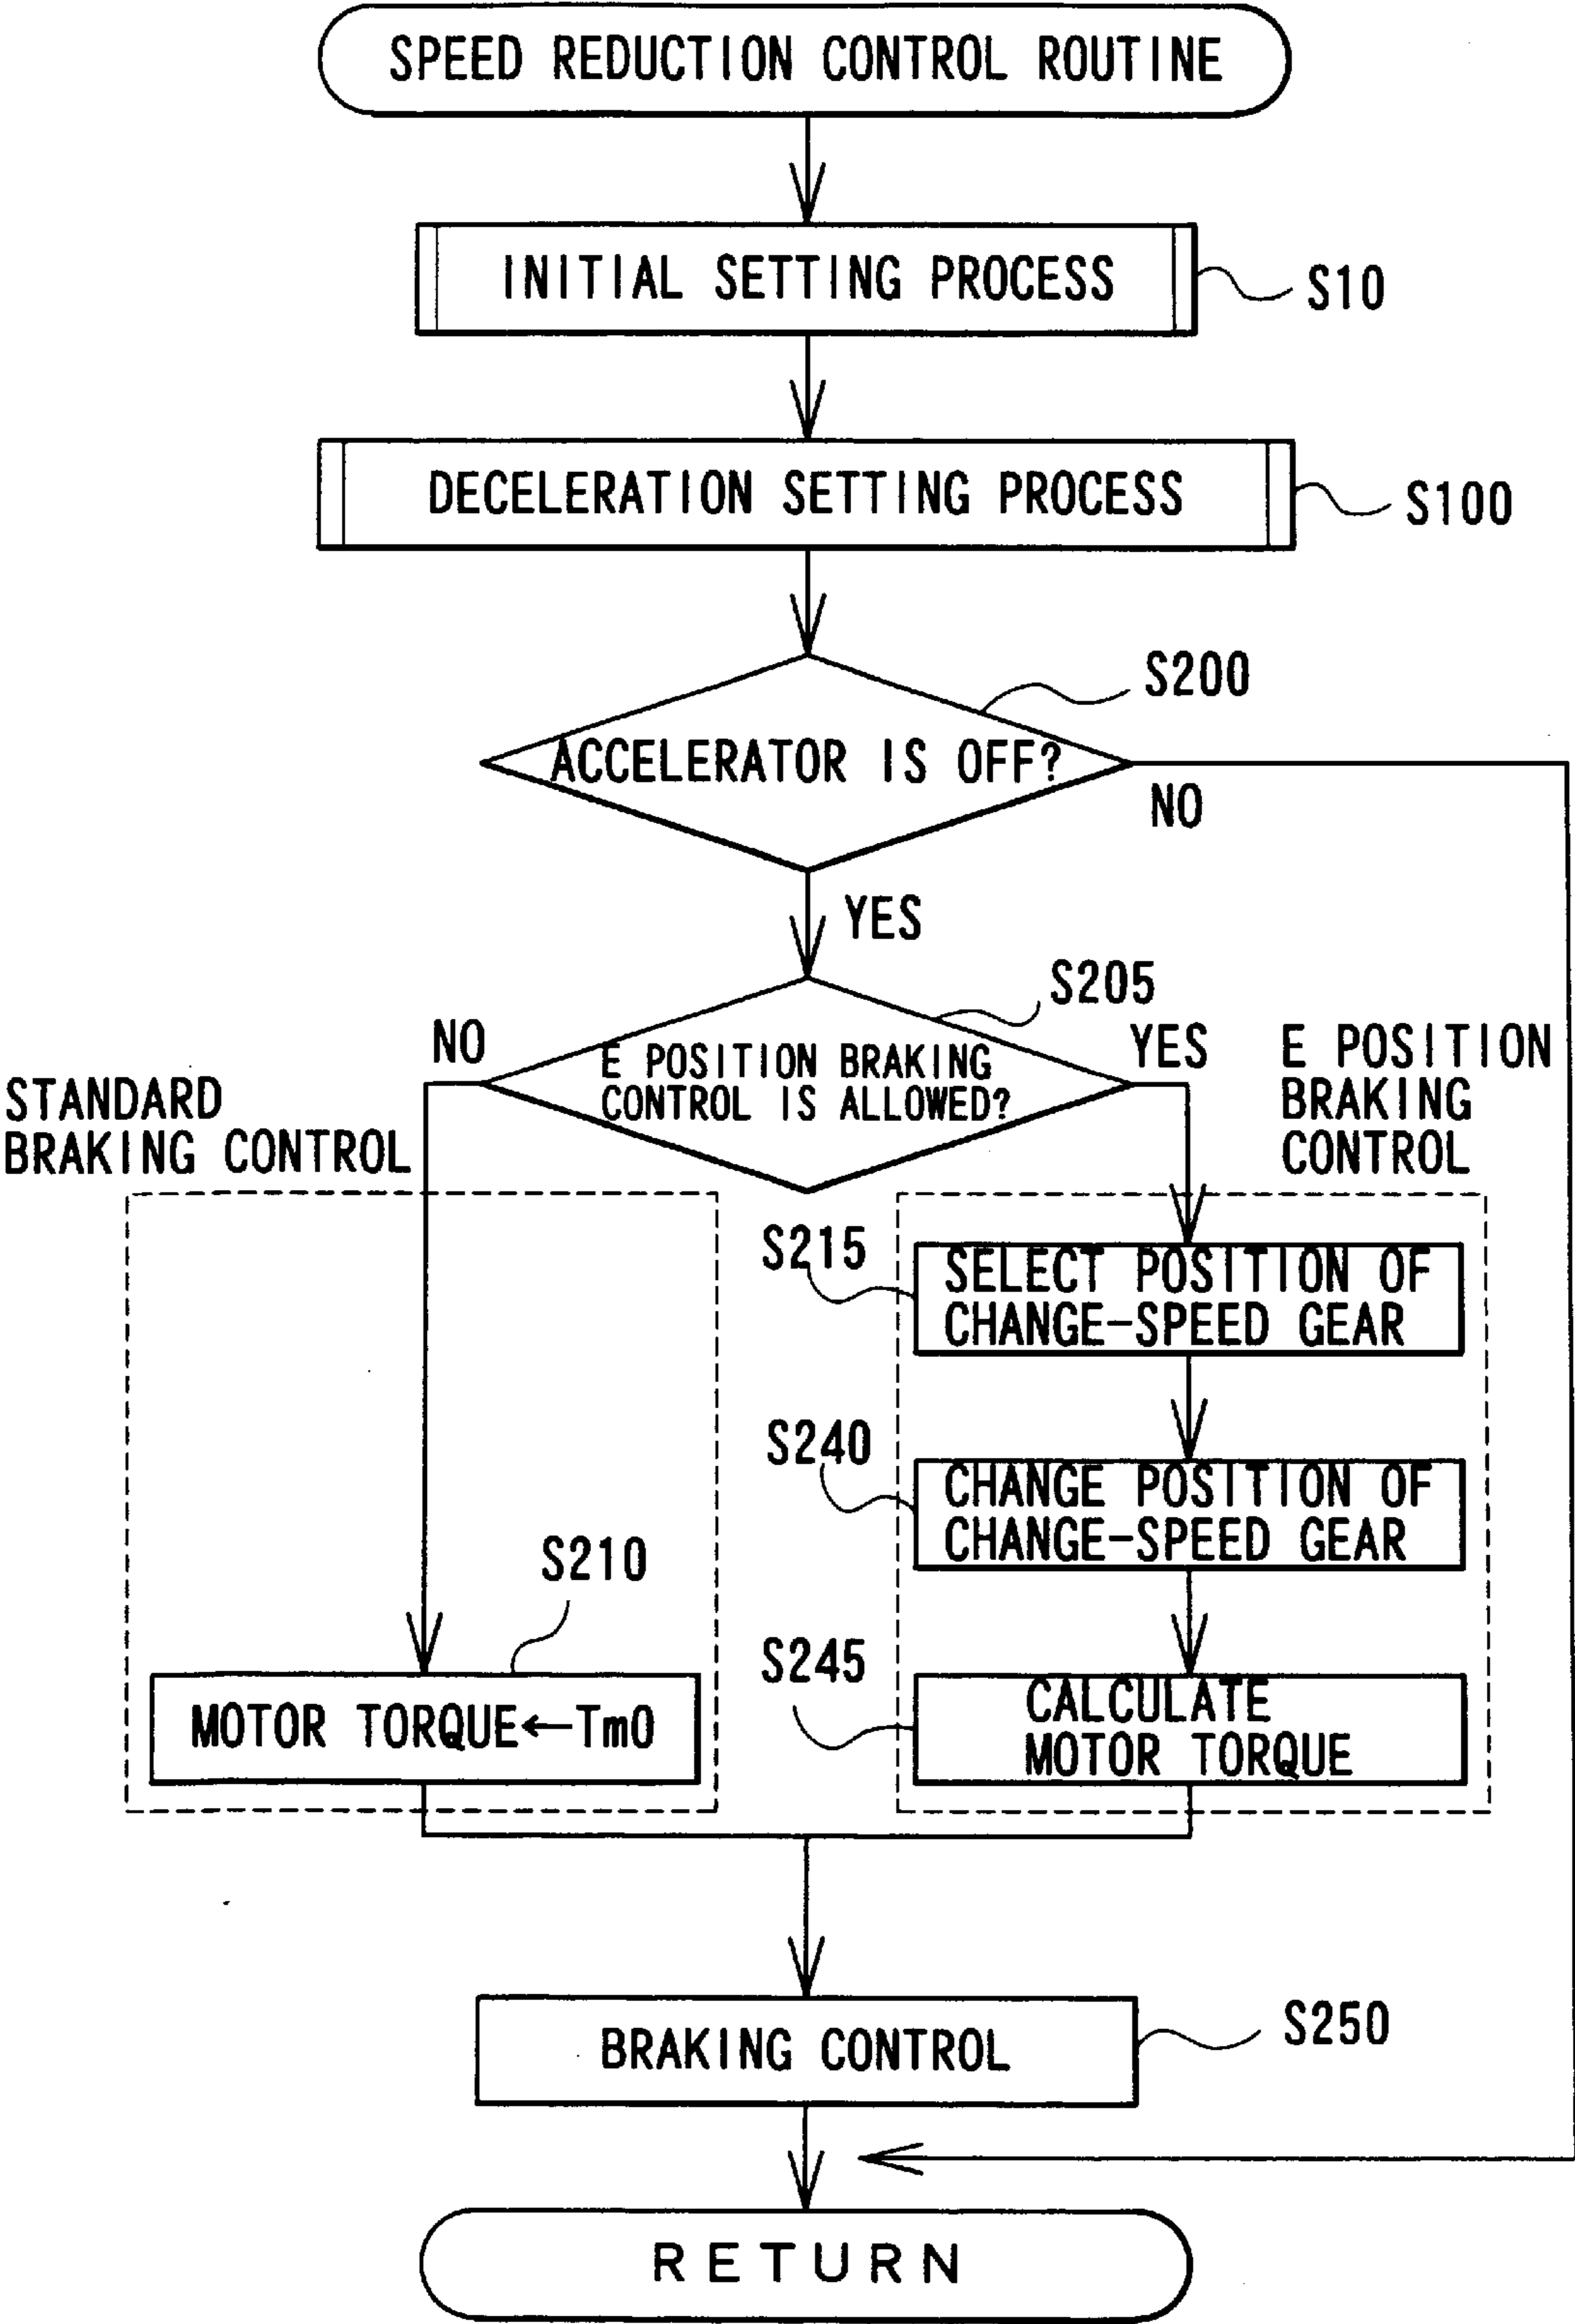 SPEED REDUCTION CONTROL ROUTINE
INITIAL SETTING PROCESS
S10
DECELERATION SETTING PROCESS
S100
S200
ACCELERATOR IS OFF?
NO
YES
S205
NO
E POSITION BRAKING
CONTROL IS ALLOWED?
YES
E POSITION
BRAKING
CONTROL
STANDARD
BRAKING CONTROL
S215
SELECT POSITION OF
CHANGE-SPEED GEAR
S240
CHANGE POSITION OF
CHANGE-SPEED GEAR
S210
MOTOR TORQUE←Tm0
S245
CALCULATE
MOTOR TORQUE
BRAKING CONTROL
S250
RETURN